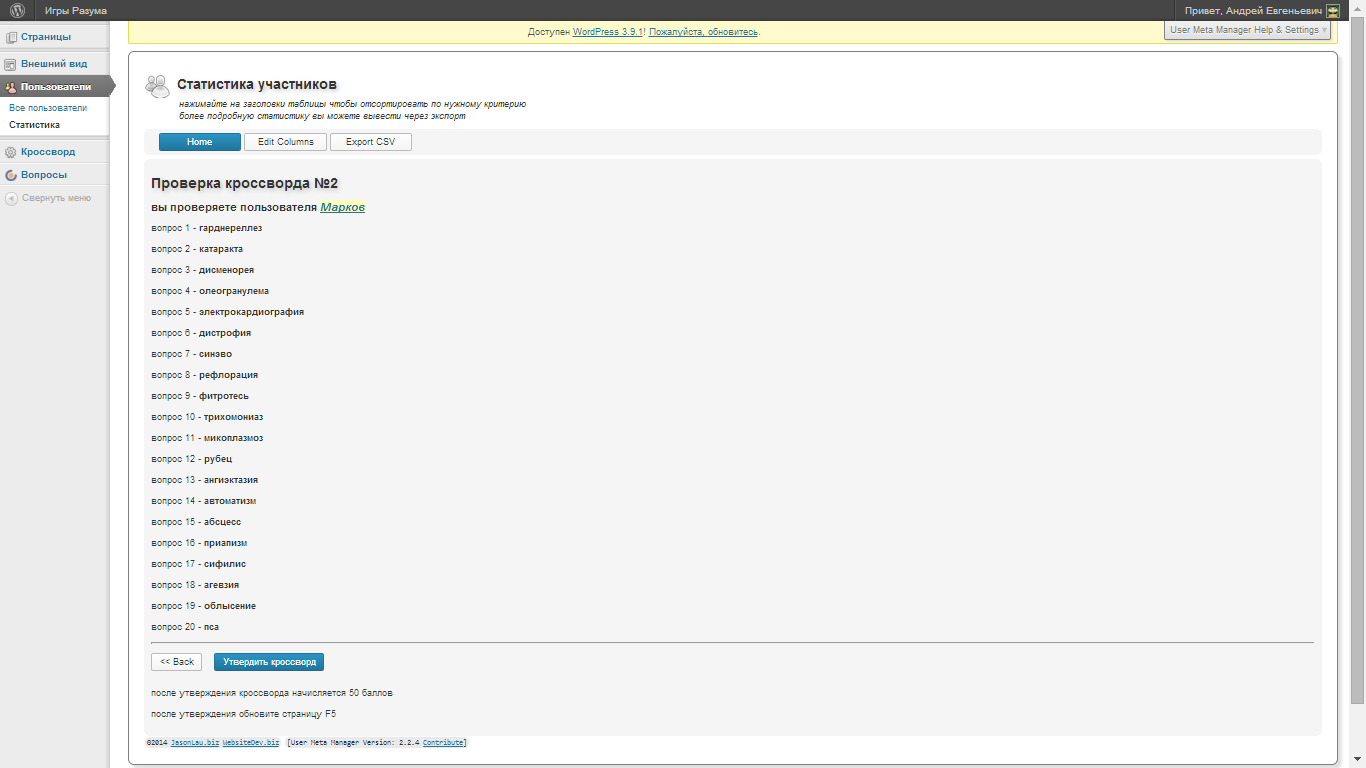 Игры Разума
Привет, Андрей Евгеньевич
Страницы
Внешний вид
Пользователи
Все пользователи
Статистика
Кроссворд
Вопросы
Свернуть меню
Доступен WordPress 3.9.1! Пожалуйста, обновитесь.
User Meta Manager Help & Settings
Статистика участников
нажимайте на заголовки таблицы чтобы отсортировать по нужному критерию
более подробную статистику вы можете вывести через экспорт
Home
Edit Columns
Export CSV
Проверка кроссворда №2
вы проверяете пользователя Марков
вопрос 1 - гарднереллез
вопрос 2 - катаракта
вопрос 3 - дисменорея
вопрос 4 - олеогранулема
вопрос 5 - электрокардиография
вопрос 6 - дистрофия
вопрос 7 - синэво
вопрос 8 - рефлорация
вопрос 9 - фитротесь
вопрос 10 - трихомониаз
вопрос 11 - микоплазмоз
вопрос 12 - рубец
вопрос 13 - ангиэктазия
вопрос 14 - автоматизм
вопрос 15 - абсцесс
вопрос 16 - приапизм
вопрос 17 - сифилис
вопрос 18 - агевзия
вопрос 19 - облысение
вопрос 20 - пса
<< Back
Утвердить кроссворд
после утверждения кроссворда начисляется 50 баллов
после утверждения обновите страницу F5
©2014 JasonLau.biz WebsiteDev.biz [User Meta Manager Version: 2.2.4 Contribute]